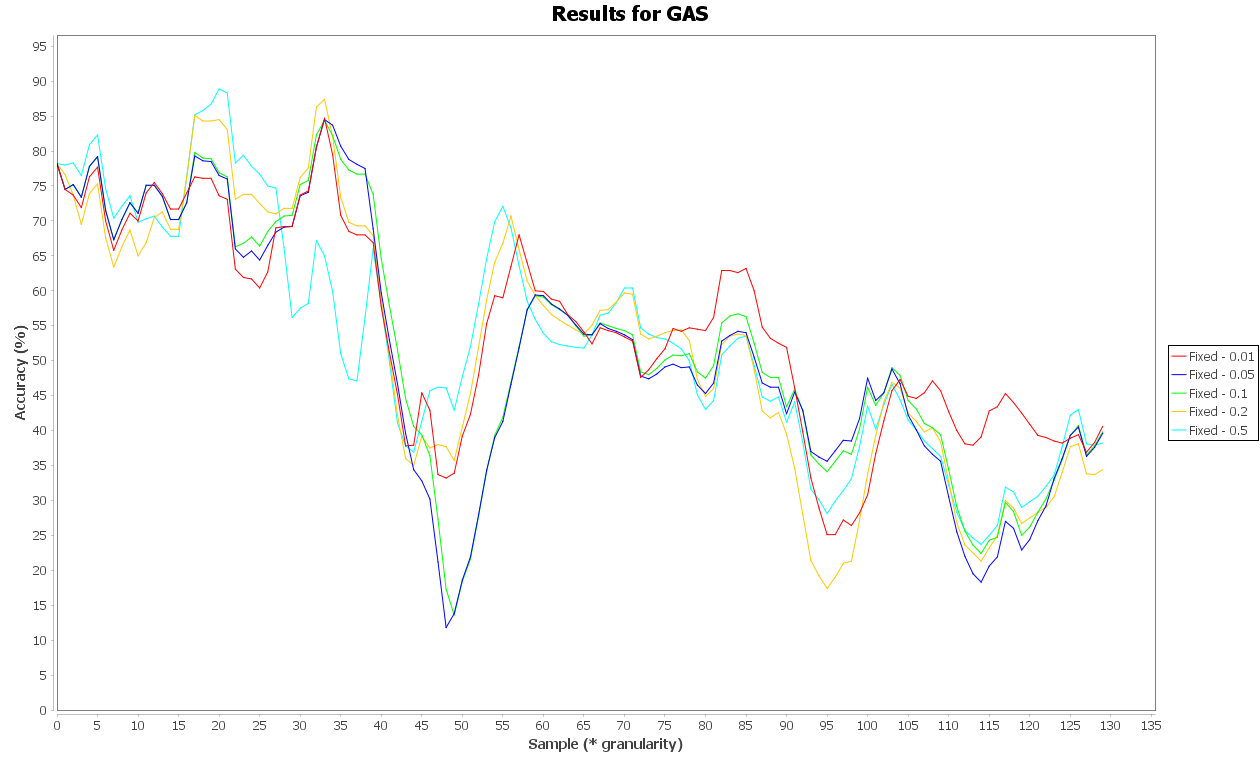 Results for GAS
95
90
85
80
75
70
65
60
55
50
45
40
35
30
25
20
15
10
5
0
Accuracy (%)
0 5 10 15 20 25 30 35 40 45 50 55 60 65 70 75 80 85 90 95 100 105 110 115 120 125 130 135
Sample (* granularity)
Fixed - 0.01
Fixed - 0.05
Fixed - 0.1
Fixed - 0.2
Fixed - 0.5